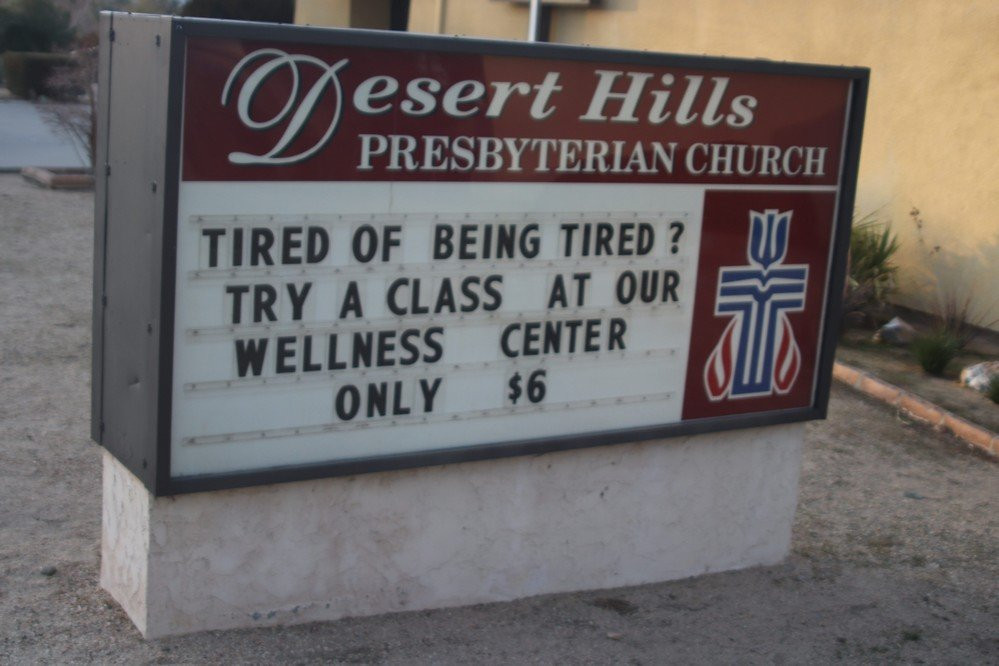 Desert Hills
PRESBYTERIAN CHURCH
TIRED OF BEING TIRED ?
TRY A CLASS AT OUR
WELLNESS CENTER
ONLY $6